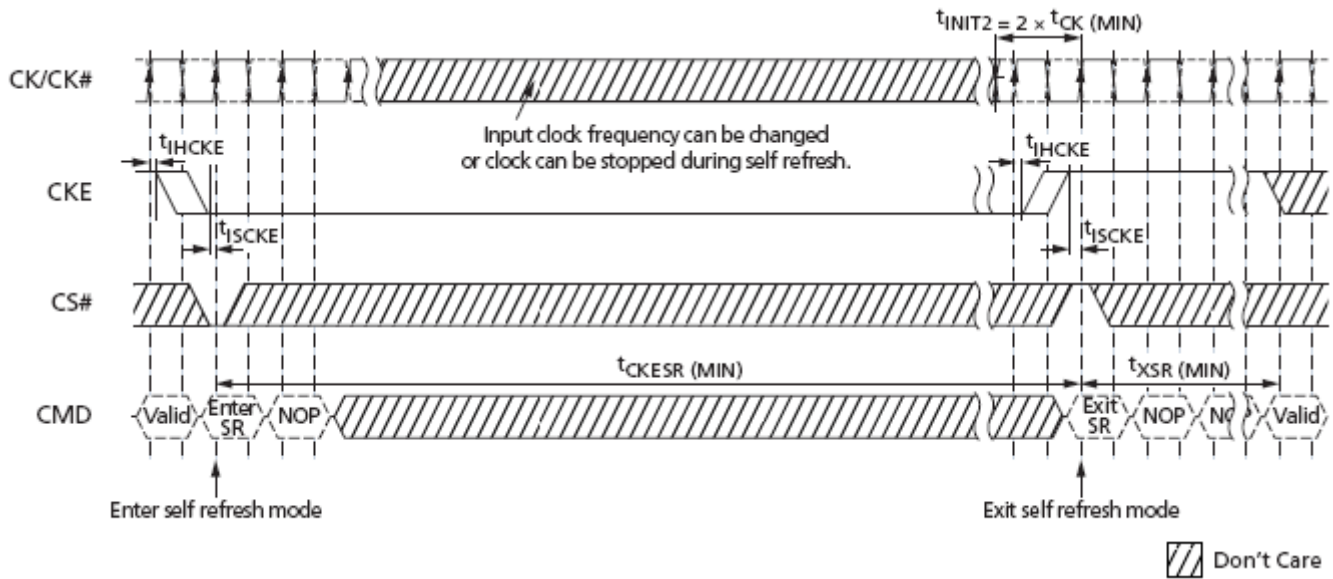 tINIT2 = 2 × tCK (MIN)
CK/CK#
Input clock frequency can be changed
or clock can be stopped during self refresh.
tIHCKE
tIHCKE
CKE
tISCKE
tISCKE
CS#
tCKESR (MIN)
tXSR (MIN)
CMD
Valid
Enter
SR
NOP
Exit
SR
NOP
Valid
Enter self refresh mode
Exit self refresh mode
Don't Care